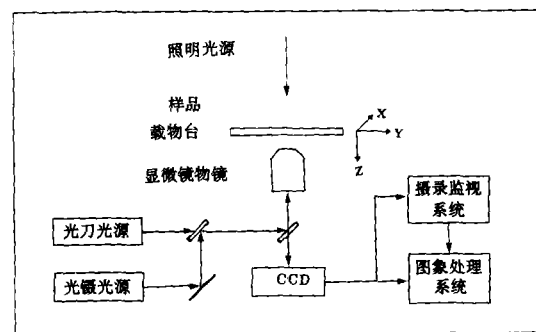 照明光源
样品
载物台
X
Y
Z
显微镜物镜
光刀光源
光镊光源
CCD
摄录监视
系统
图象处理
系统